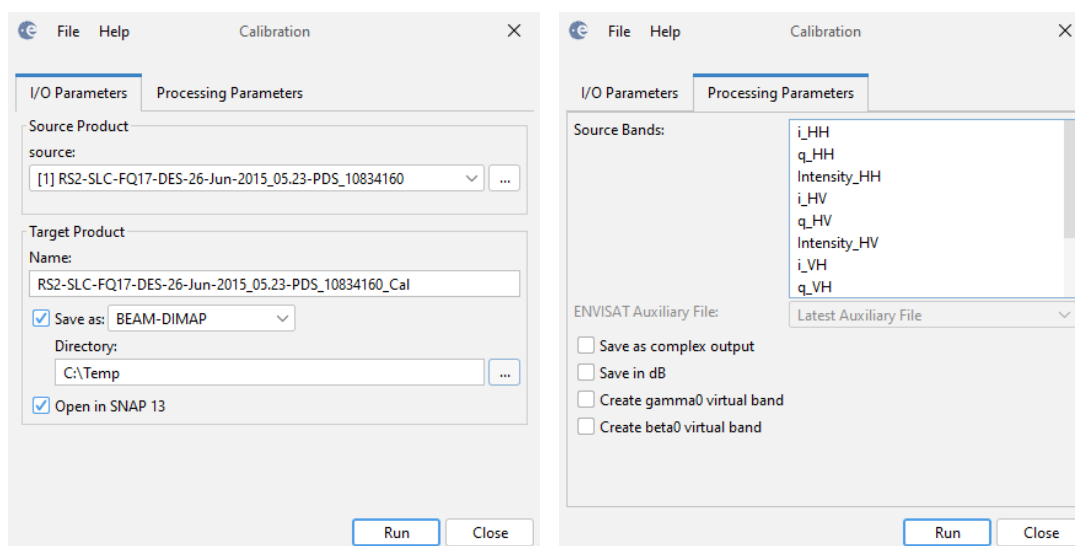 File Help Calibration
I/O Parameters Processing Parameters
Source Product
source:
[1] RS2-SLC-FQ17-DES-26-Jun-2015_05.23-PDS_10834160 ...
Target Product
Name:
RS2-SLC-FQ17-DES-26-Jun-2015_05.23-PDS_10834160_Cal
Save as: BEAM-DIMAP
Directory:
C:\Temp ...
Open in SNAP 13
Run Close
File Help Calibration
I/O Parameters Processing Parameters
Source Bands:
i_HH
q_HH
Intensity_HH
i_HV
q_HV
Intensity_HV
i_VH
q_VH
ENVISAT Auxiliary File: Latest Auxiliary File
Save as complex output
Save in dB
Create gamma0 virtual band
Create beta0 virtual band
Run Close